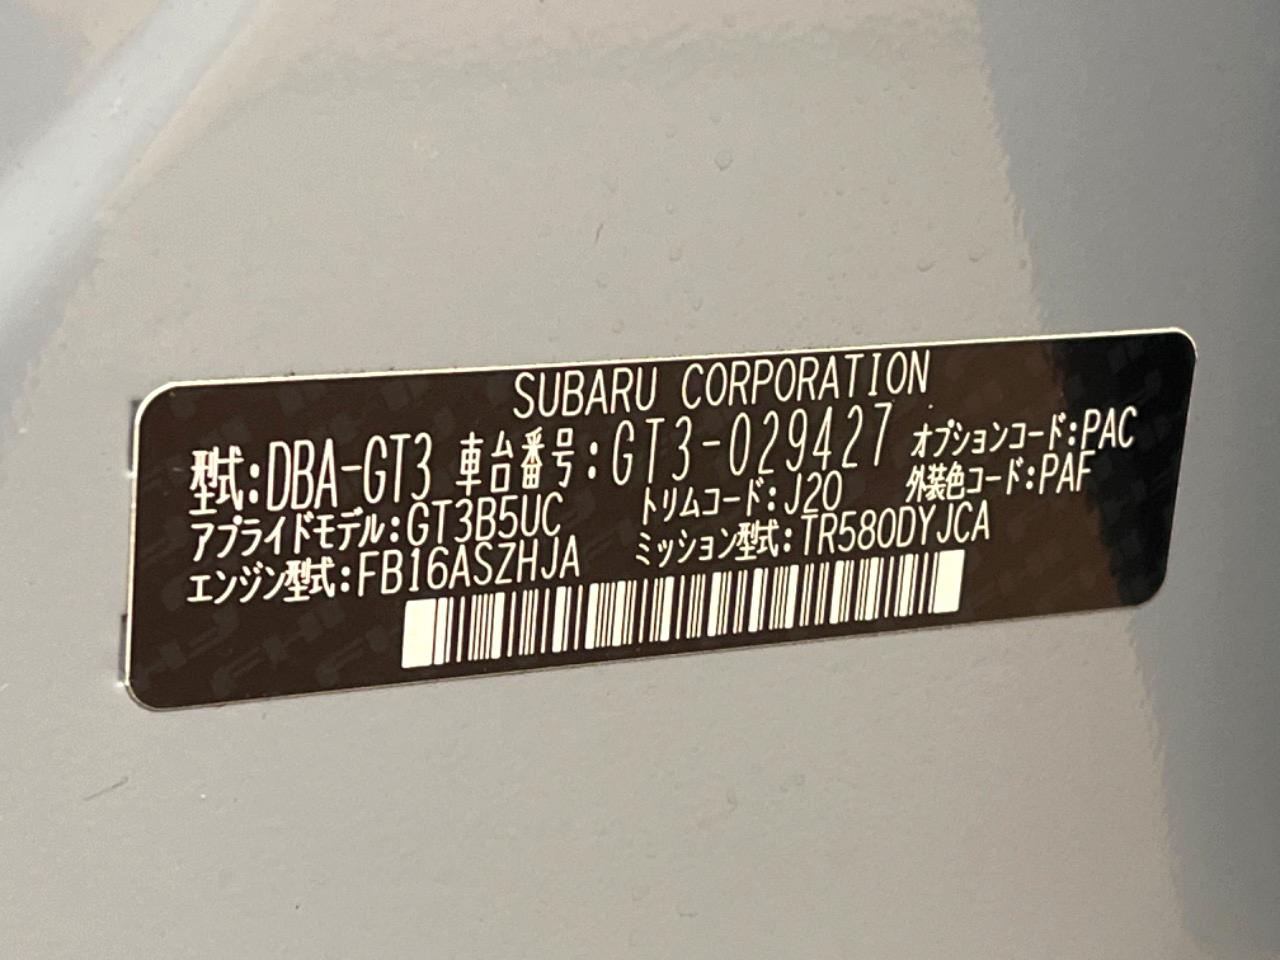 SUBARU CORPORATION
型式:DBA-GT3 車台番号:GT3-029427 オプションコード:PAC
アプライドモデル:GT3B5UC トリムコード:J20 外装色コード:PAF
エンジン型式:FB16ASZHJA ミッション型式:TR580DYJCA